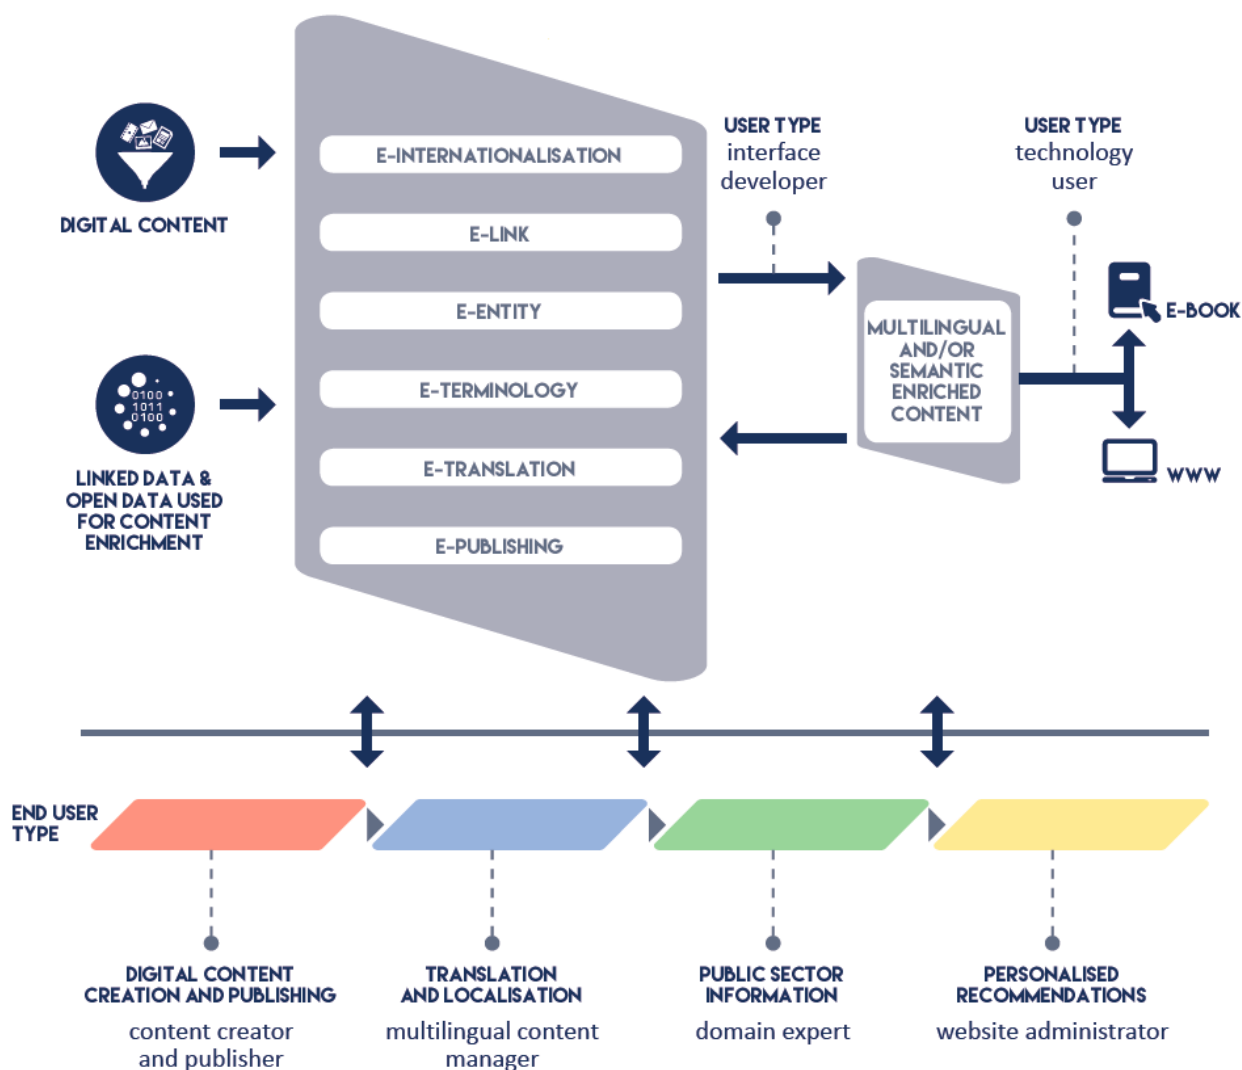 DIGITAL CONTENT
0100
1011
0100
LINKED DATA &
OPEN DATA USED
FOR CONTENT
ENRICHMENT
E-INTERNATIONALISATION
E-LINK
E-ENTITY
E-TERMINOLOGY
E-TRANSLATION
E-PUBLISHING
USER TYPE
interface
developer
MULTILINGUAL
AND/OR
SEMANTIC
ENRICHED
CONTENT
USER TYPE
technology
user
E-BOOK
WWW
END USER
TYPE
DIGITAL CONTENT
CREATION AND PUBLISHING
content creator
and publisher
TRANSLATION
AND LOCALISATION
multilingual content
manager
PUBLIC SECTOR
INFORMATION
domain expert
PERSONALISED
RECOMMENDATIONS
website administrator